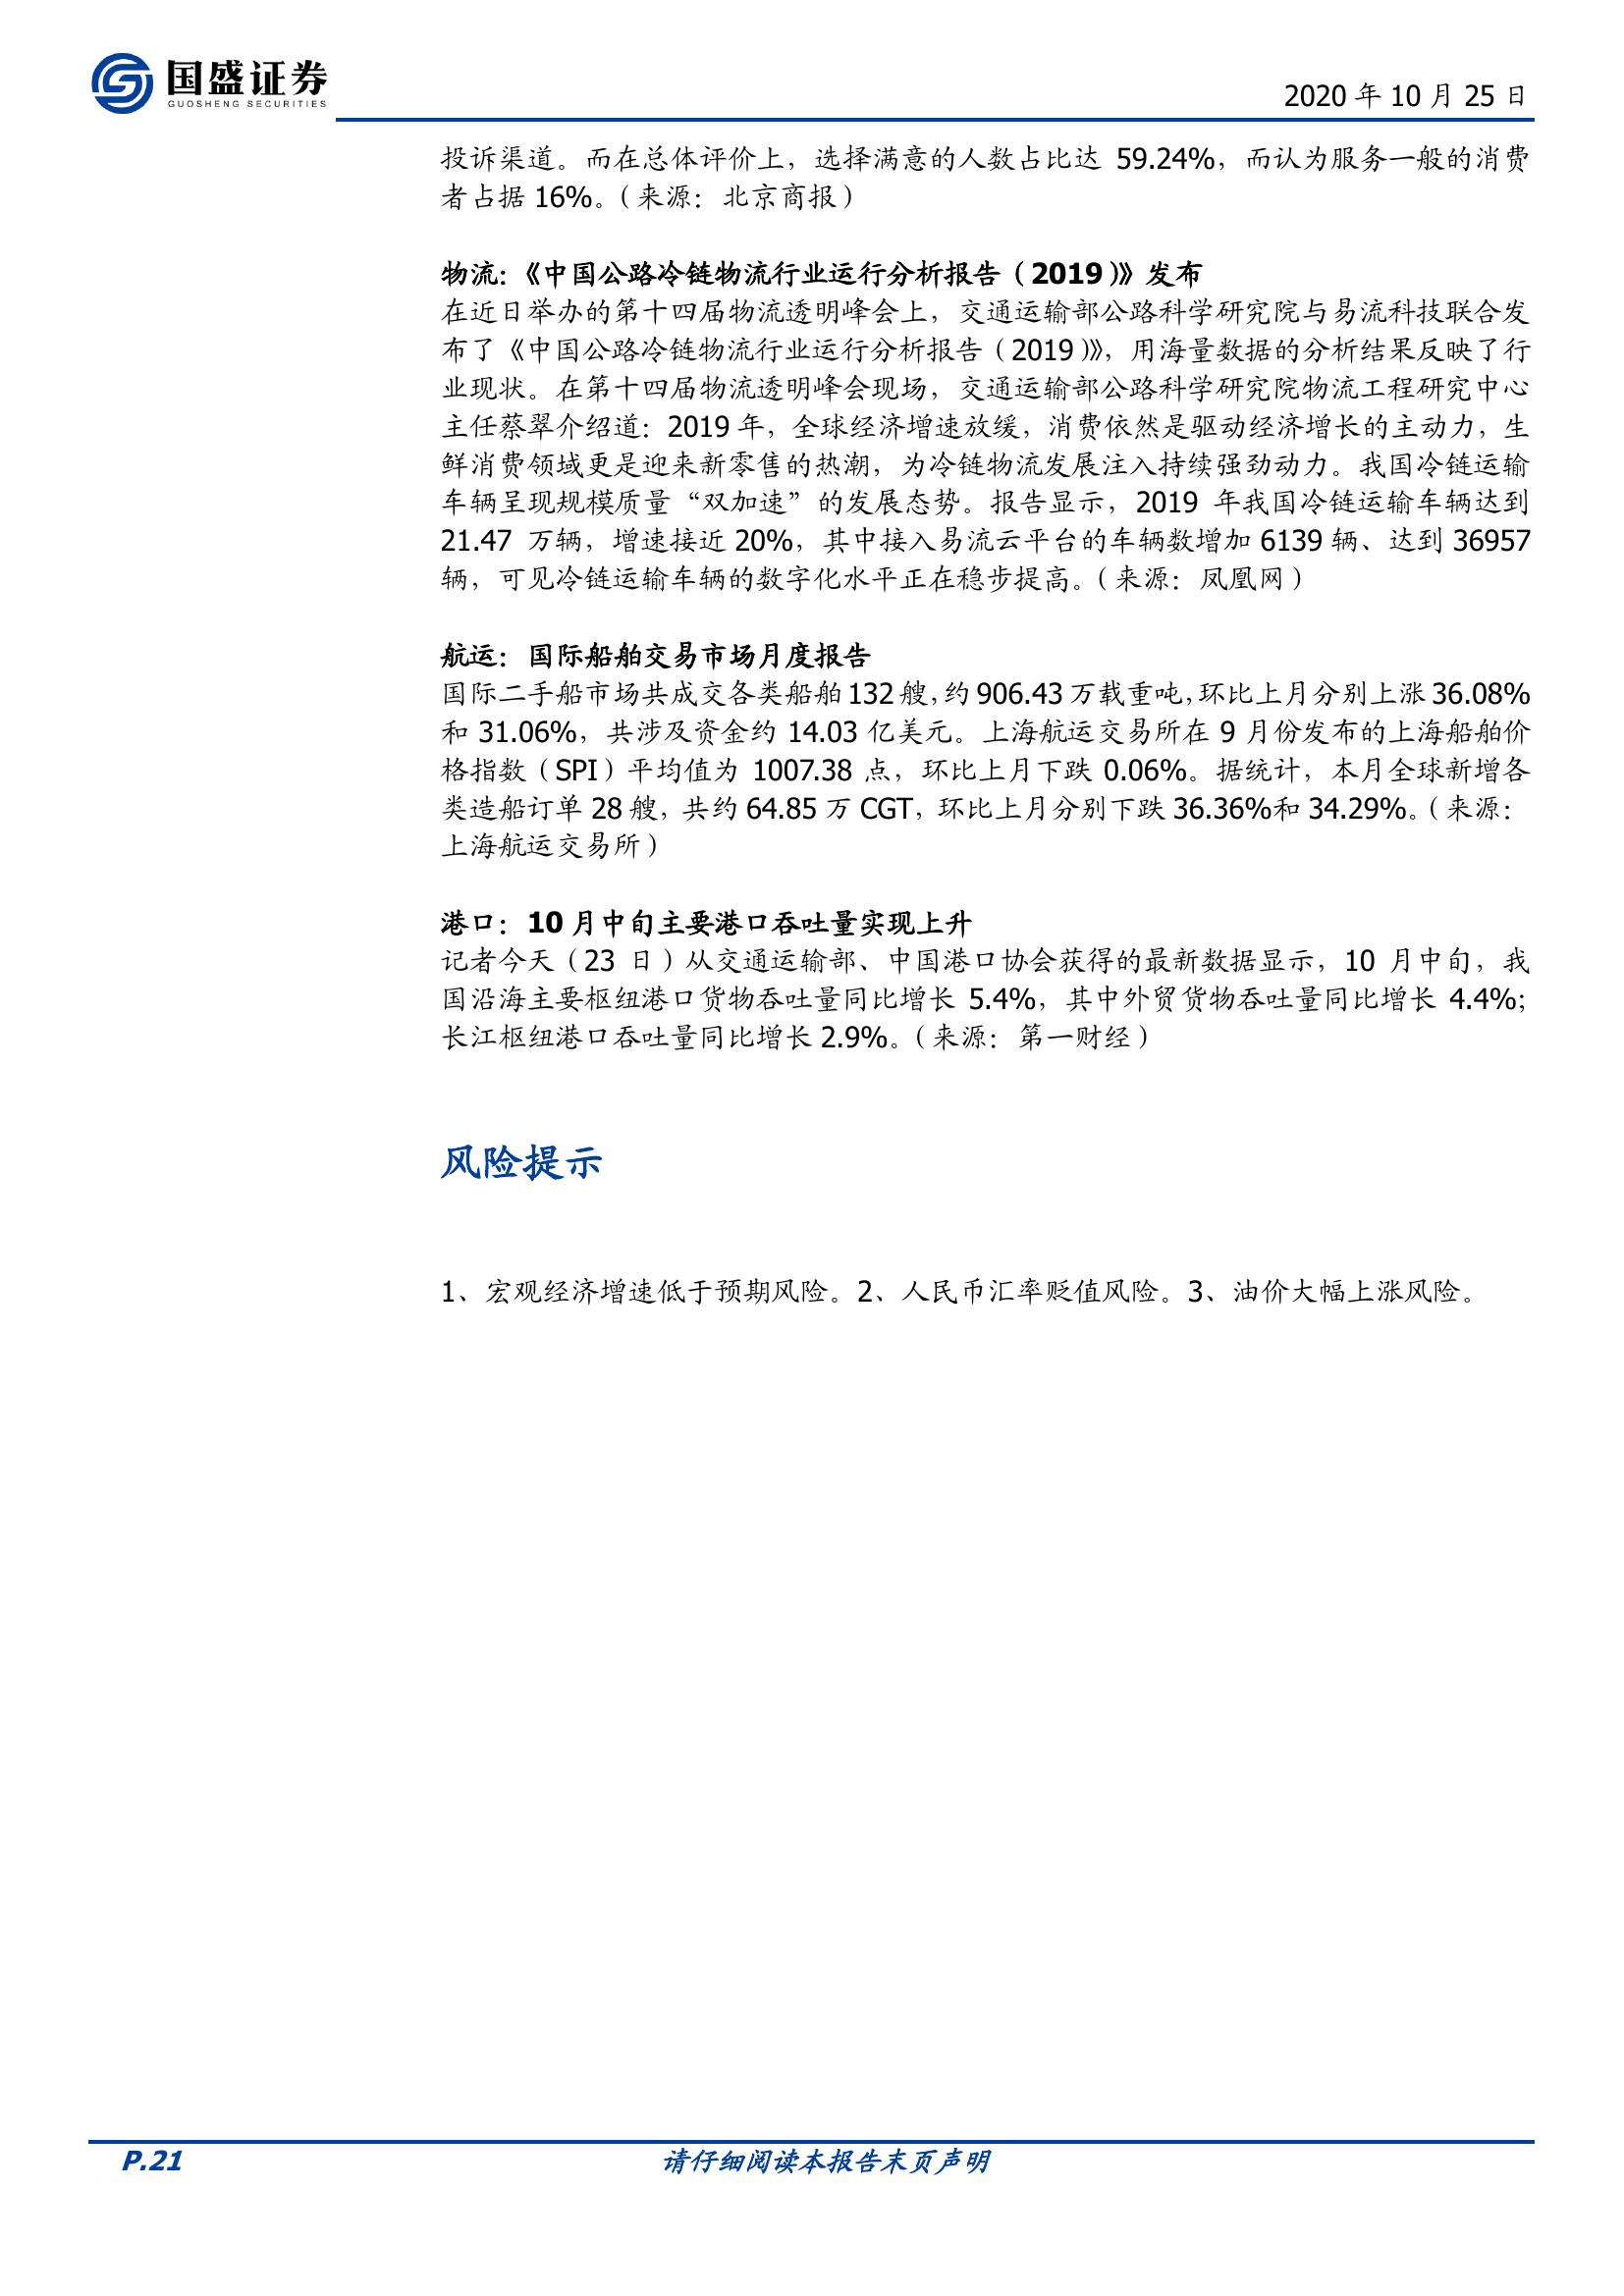 国盛证券
GUOSHENG SECURITIES
2020 年 10 月 25 日
投诉渠道。而在总体评价上，选择满意的人数占比达 59.24%，而认为服务一般的消费
者占据 16%。（来源：北京商报）
物流：《中国公路冷链物流行业运行分析报告（2019）》发布
在近日举办的第十四届物流透明峰会上，交通运输部公路科学研究院与易流科技联合发
布了《中国公路冷链物流行业运行分析报告（2019）》，用海量数据的分析结果反映了行
业现状。在第十四届物流透明峰会现场，交通运输部公路科学研究院物流工程研究中心
主任蔡翠介绍道：2019 年，全球经济增速放缓，消费依然是驱动经济增长的主动力，生
鲜消费领域更是迎来新零售的热潮，为冷链物流发展注入持续强劲动力。我国冷链运输
车辆呈现规模质量“双加速”的发展态势。报告显示，2019 年我国冷链运输车辆达到
21.47 万辆，增速接近 20%，其中接入易流云平台的车辆数增加 6139 辆、达到 36957
辆，可见冷链运输车辆的数字化水平正在稳步提高。（来源：凤凰网）
航运：国际船舶交易市场月度报告
国际二手船市场共成交各类船舶 132 艘，约 906.43 万载重吨，环比上月分别上涨 36.08%
和 31.06%，共涉及资金约 14.03 亿美元。上海航运交易所在 9 月份发布的上海船舶价
格指数（SPI）平均值为 1007.38 点，环比上月下跌 0.06%。据统计，本月全球新增各
类造船订单 28 艘，共约 64.85 万 CGT，环比上月分别下跌 36.36%和 34.29%。（来源：
上海航运交易所）
港口：10 月中旬主要港口吞吐量实现上升
记者今天（23 日）从交通运输部、中国港口协会获得的最新数据显示，10 月中旬，我
国沿海主要枢纽港口货物吞吐量同比增长 5.4%，其中外贸货物吞吐量同比增长 4.4%；
长江枢纽港口吞吐量同比增长 2.9%。（来源：第一财经）
风险提示
1、宏观经济增速低于预期风险。2、人民币汇率贬值风险。3、油价大幅上涨风险。
P.21
请仔细阅读本报告末页声明